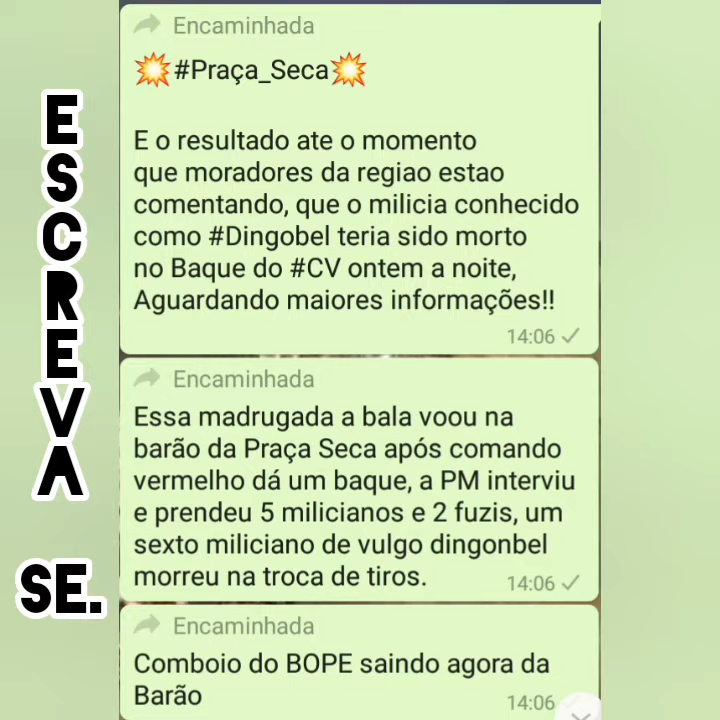 ESCREVA
SE.
Encaminhada
💥#Praça_Seca💥
E o resultado ate o momento
que moradores da regiao estao
comentando, que o milicia conhecido
como #Dingobel teria sido morto
no Baque do #CV ontem a noite,
Aguardando maiores informações!!
14:06
Encaminhada
Essa madrugada a bala voou na
barão da Praça Seca após comando
vermelho dá um baque, a PM interviu
e prendeu 5 milicianos e 2 fuzis, um
sexto miliciano de vulgo dingonbel
morreu na troca de tiros.
14:06
Encaminhada
Comboio do BOPE saindo agora da
Barão
14:06